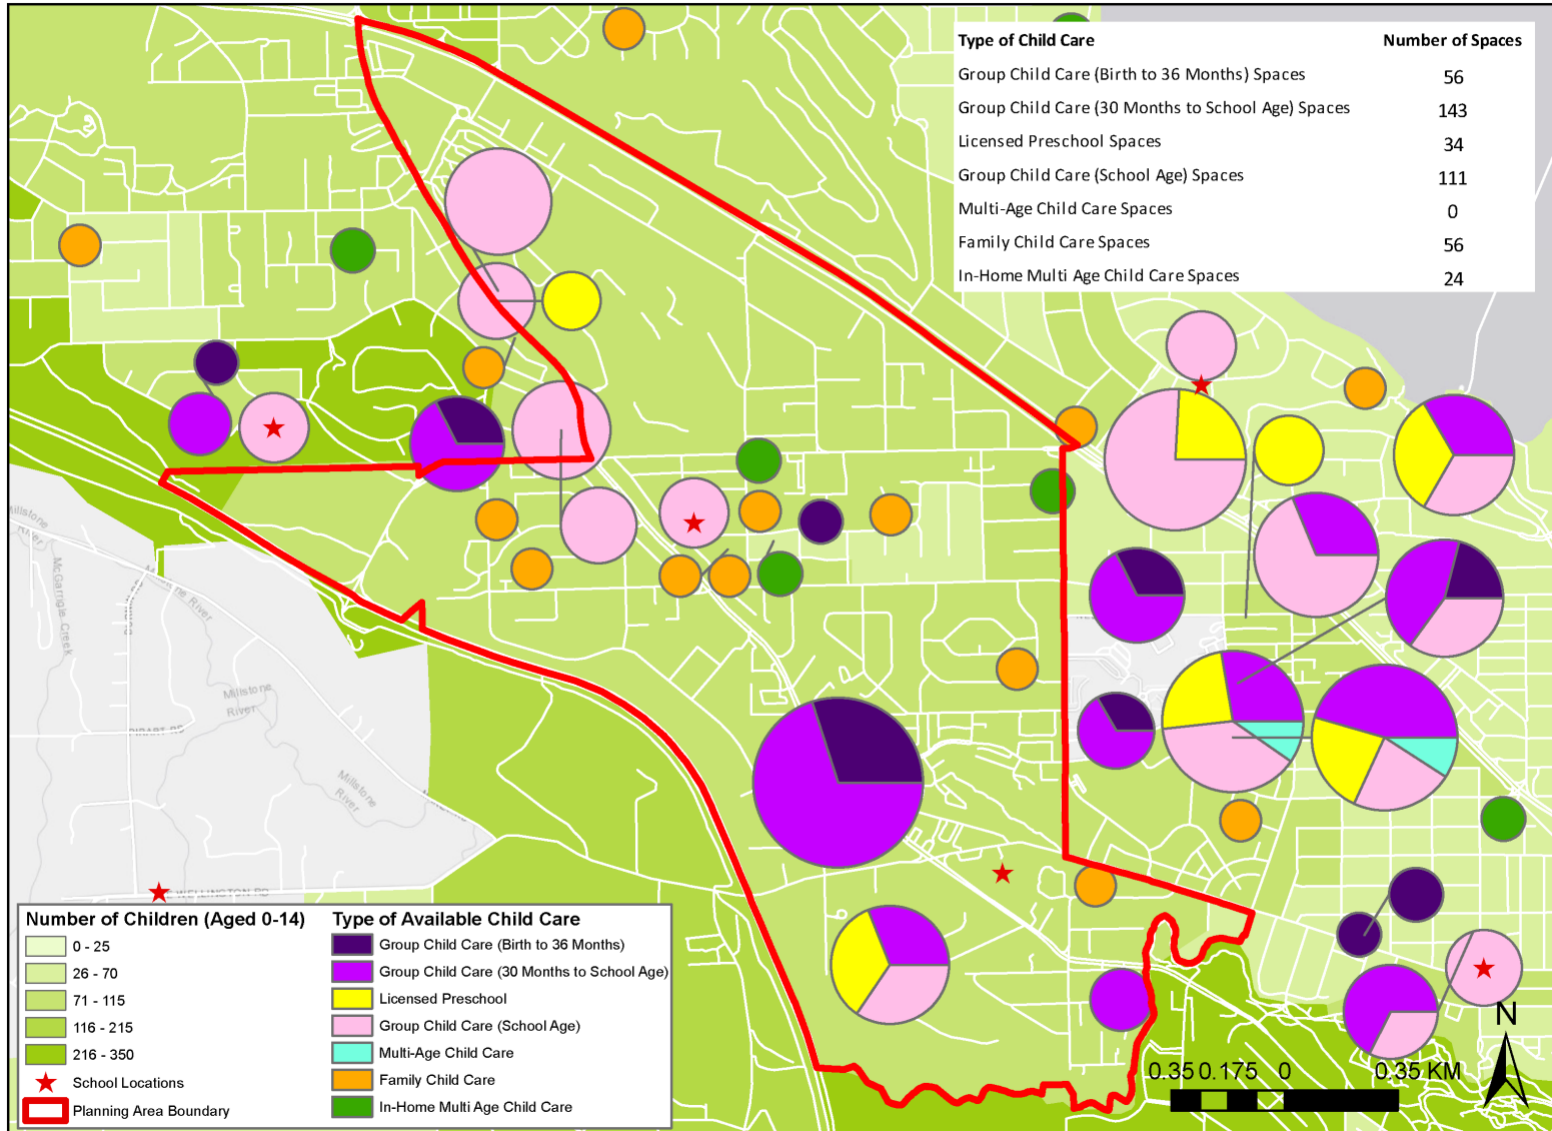 Type of Child Care Number of Spaces
Group Child Care (Birth to 36 Months) Spaces 56
Group Child Care (30 Months to School Age) Spaces 143
Licensed Preschool Spaces 34
Group Child Care (School Age) Spaces 111
Multi-Age Child Care Spaces 0
Family Child Care Spaces 56
In-Home Multi Age Child Care Spaces 24
Millstone
River
McGarrigle Creek
River
Millstone
River
Millstone
River
WELLINGTON RD
Number of Children (Aged 0-14)
0 - 25
26 - 70
71 - 115
116 - 215
216 - 350
School Locations
Planning Area Boundary
Type of Available Child Care
Group Child Care (Birth to 36 Months)
Group Child Care (30 Months to School Age)
Licensed Preschool
Group Child Care (School Age)
Multi-Age Child Care
Family Child Care
In-Home Multi Age Child Care
N
0.35 0.175 0 0.35 KM